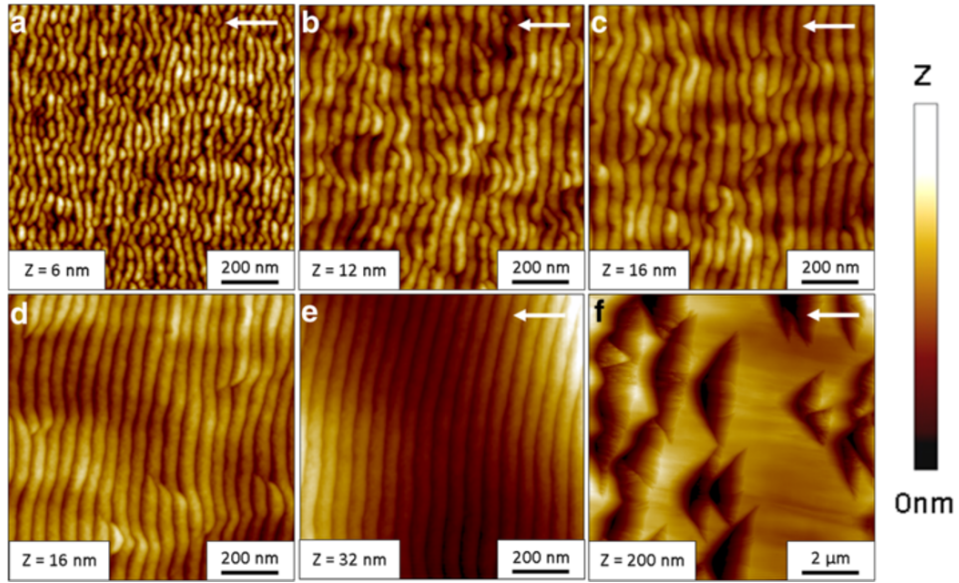 a
b
c
Z
Z = 6 nm
200 nm
Z = 12 nm
200 nm
Z = 16 nm
200 nm
0nm
d
e
f
Z = 16 nm
200 nm
Z = 32 nm
200 nm
Z = 200 nm
2 μm